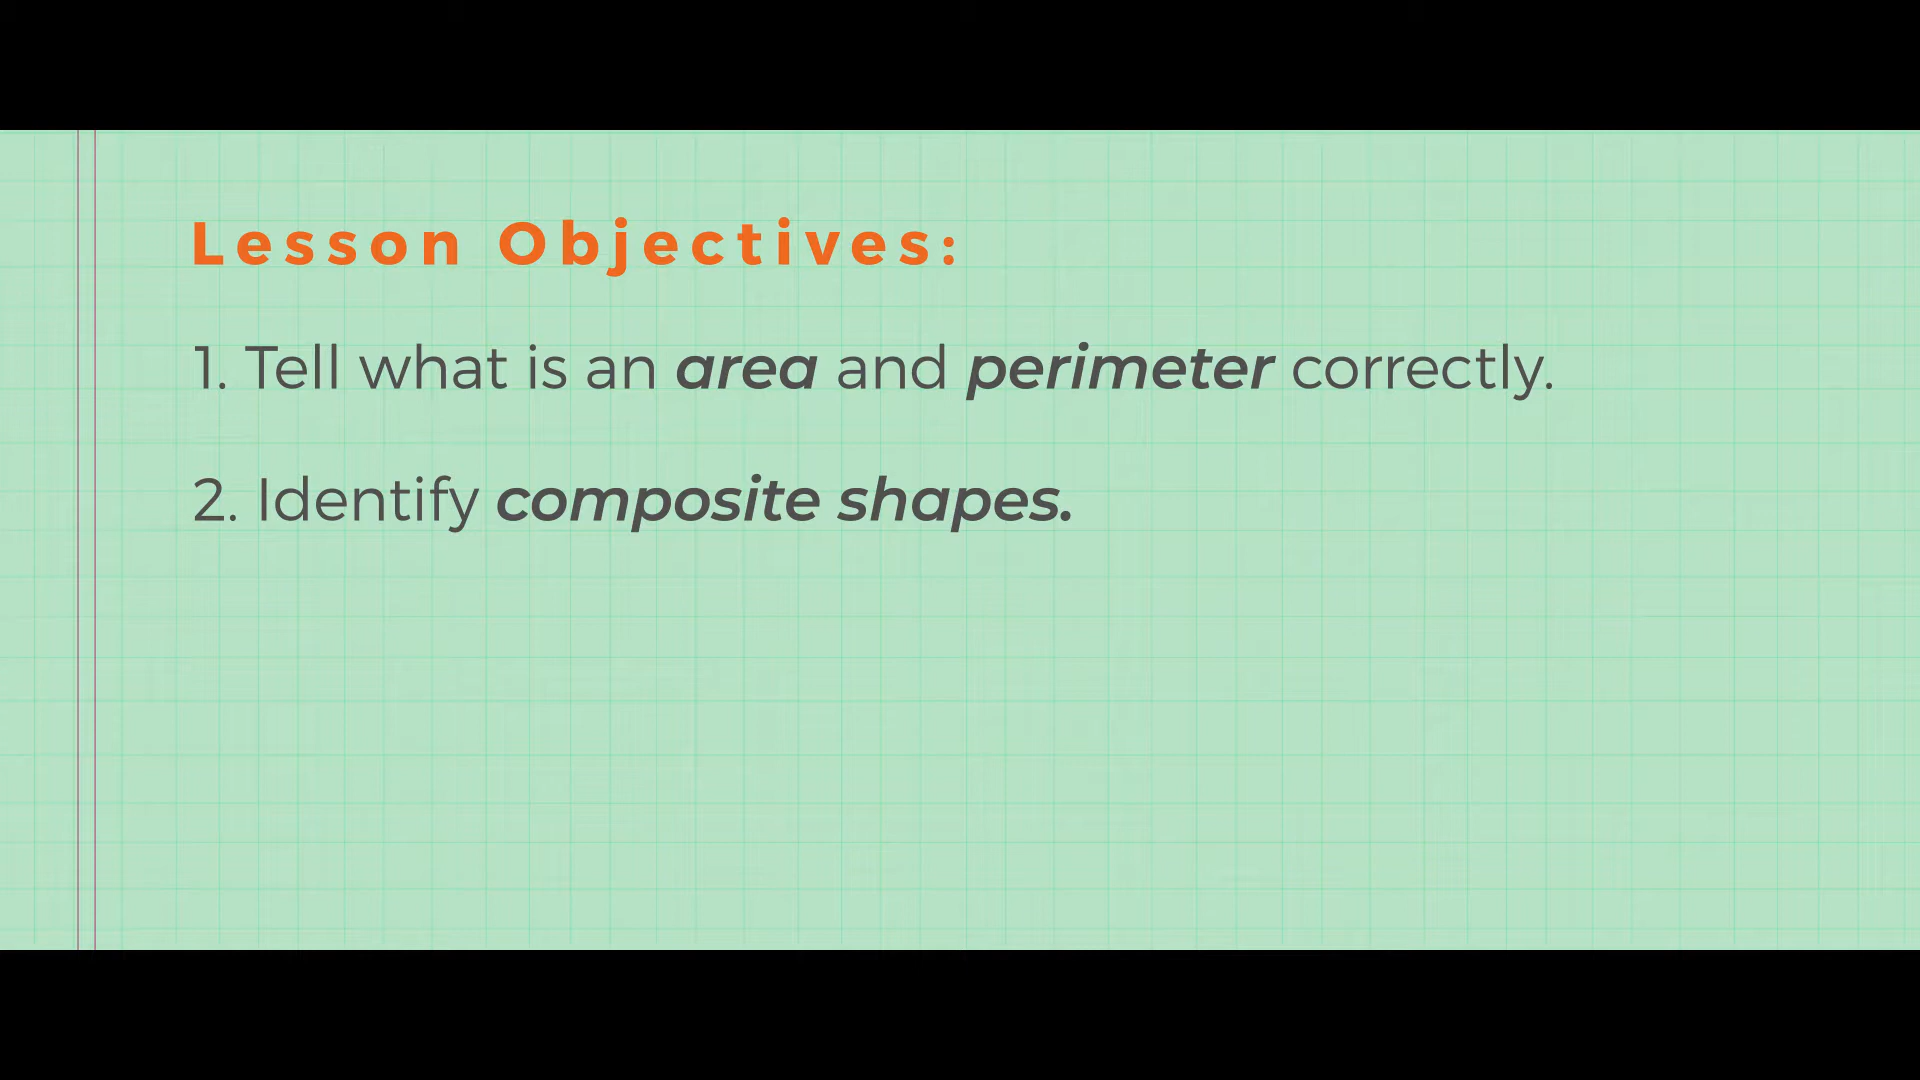 Lesson Objectives:
1. Tell what is an area and perimeter correctly.
2. Identify composite shapes.